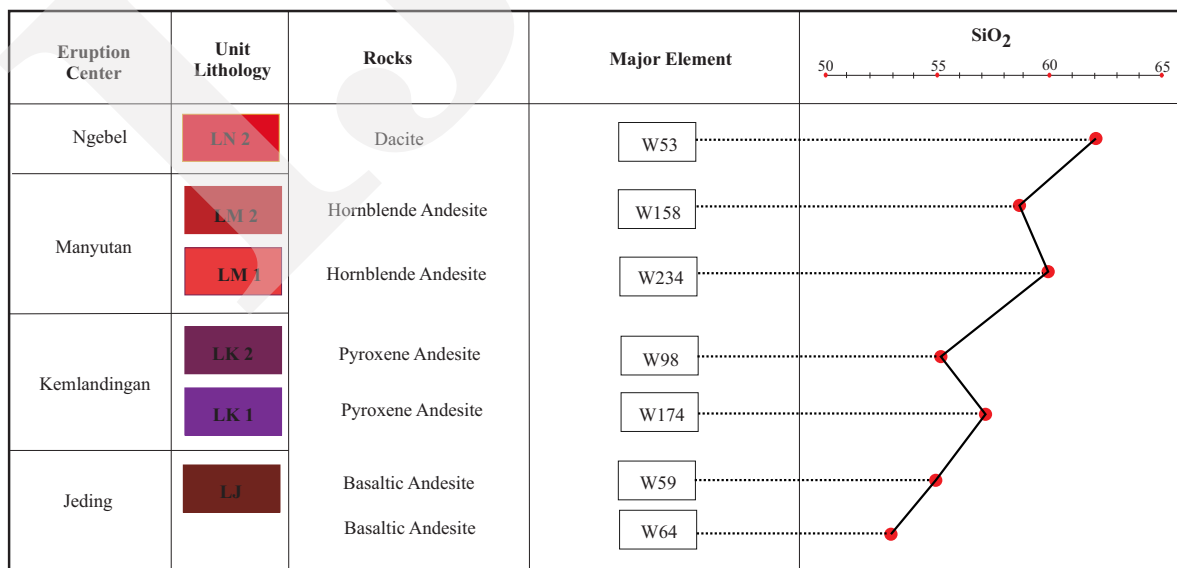 Eruption
Center
Unit
Lithology
Rocks
Major Element
SiO2
50 55 60 65
Ngebel
LN 2
Dacite
W53
Manyutan
LM 2
Hornblende Andesite
W158
LM 1
Hornblende Andesite
W234
Kemlandingan
LK 2
Pyroxene Andesite
W98
LK 1
Pyroxene Andesite
W174
Jeding
LJ
Basaltic Andesite
W59
Basaltic Andesite
W64